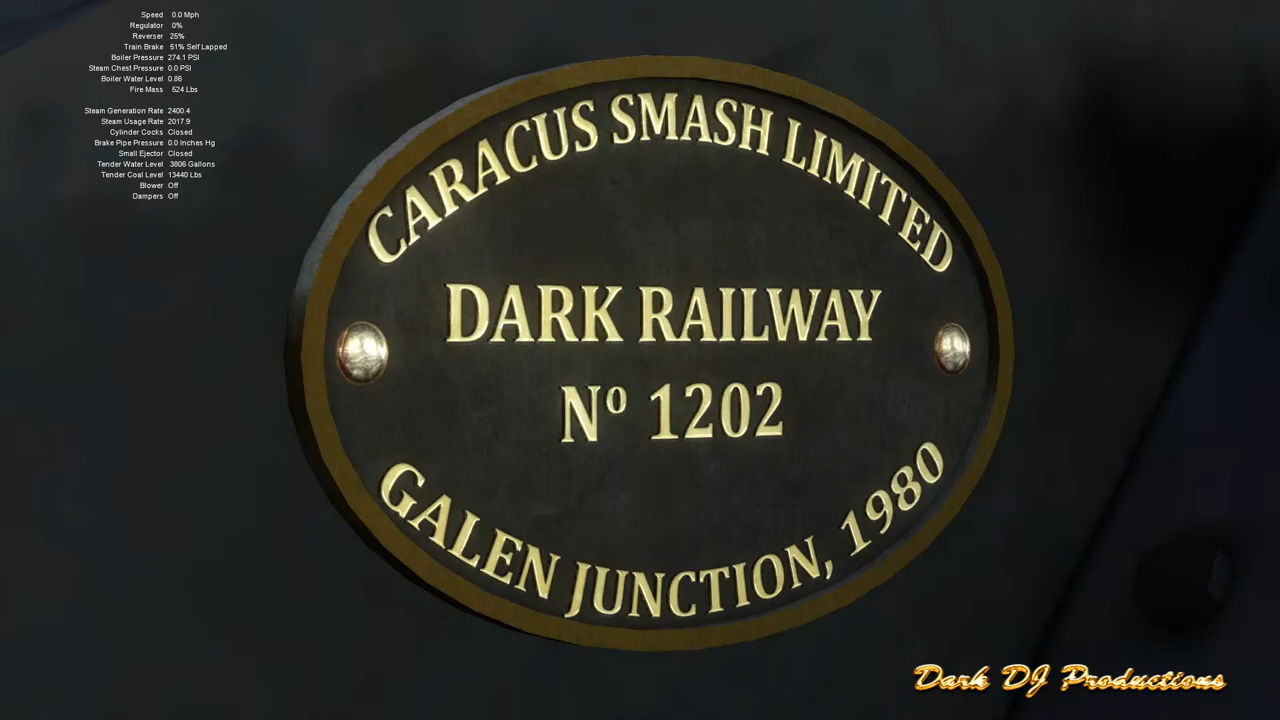 Speed 0.0 Mph
Regulator 0%
Reverser 25%
Train Brake 51% Self Lapped
Boiler Pressure 274.1 PSI
Steam Chest Pressure 0.0 PSI
Boiler Water Level 0.86
Fire Mass 524 Lbs
Steam Generation Rate 2400.4
Steam Usage Rate 2017.9
Cylinder Cocks Closed
Brake Pipe Pressure 0.0 Inches Hg
Small Ejector Closed
Tender Water Level 3806 Gallons
Tender Coal Level 13440 Lbs
Blower Off
Dampers Off
CARACUS SMASH LIMITED
DARK RAILWAY
Nº 1202
GALEN JUNCTION, 1980
Dark DJ Productions